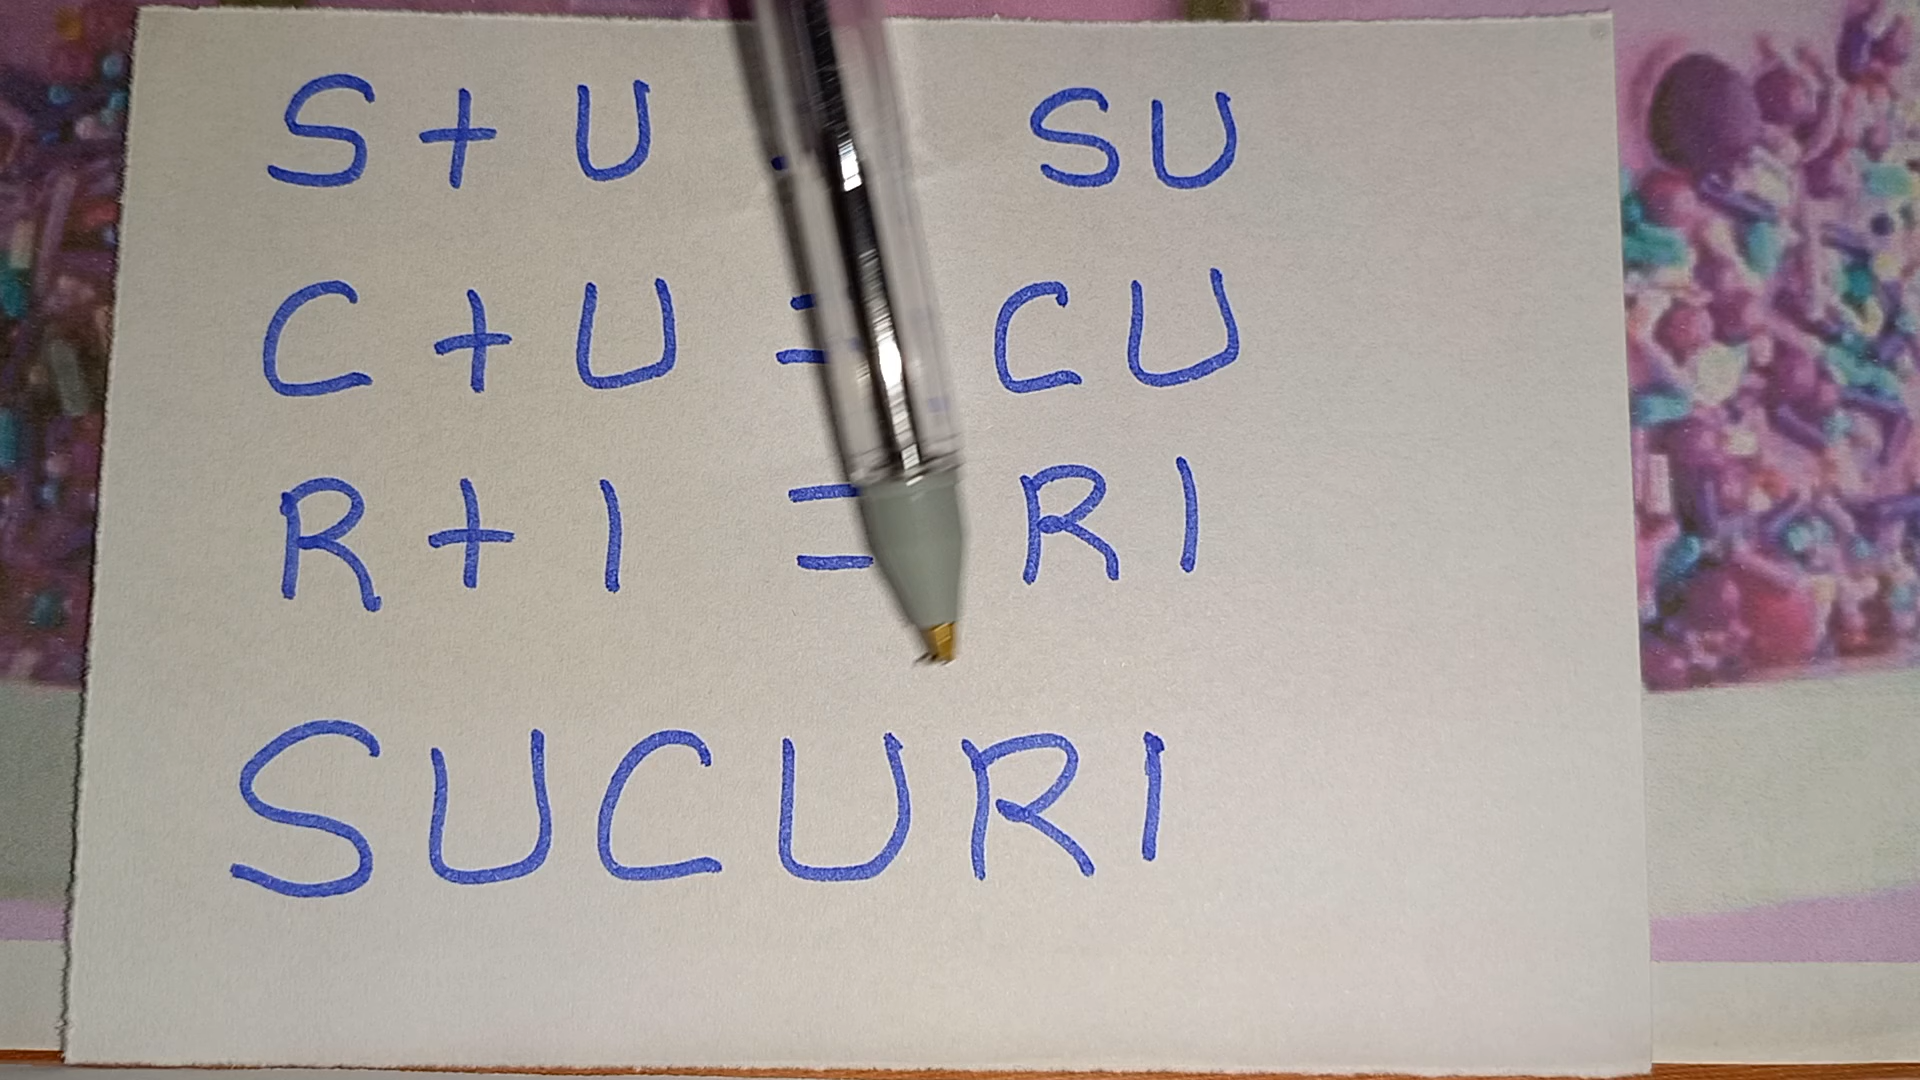 S + U = SU
C + U = CU
R + I = RI
SUCURI